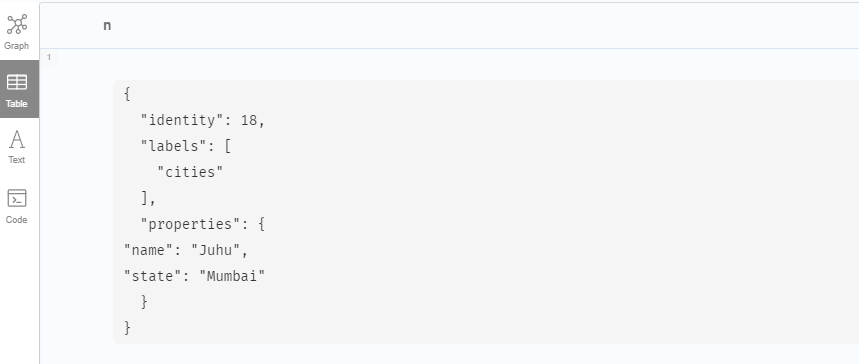 n
Graph
1
Table
Text
Code
{
  "identity": 18,
  "labels": [
    "cities"
  ],
  "properties": {
"name": "Juhu",
"state": "Mumbai"
  }
}